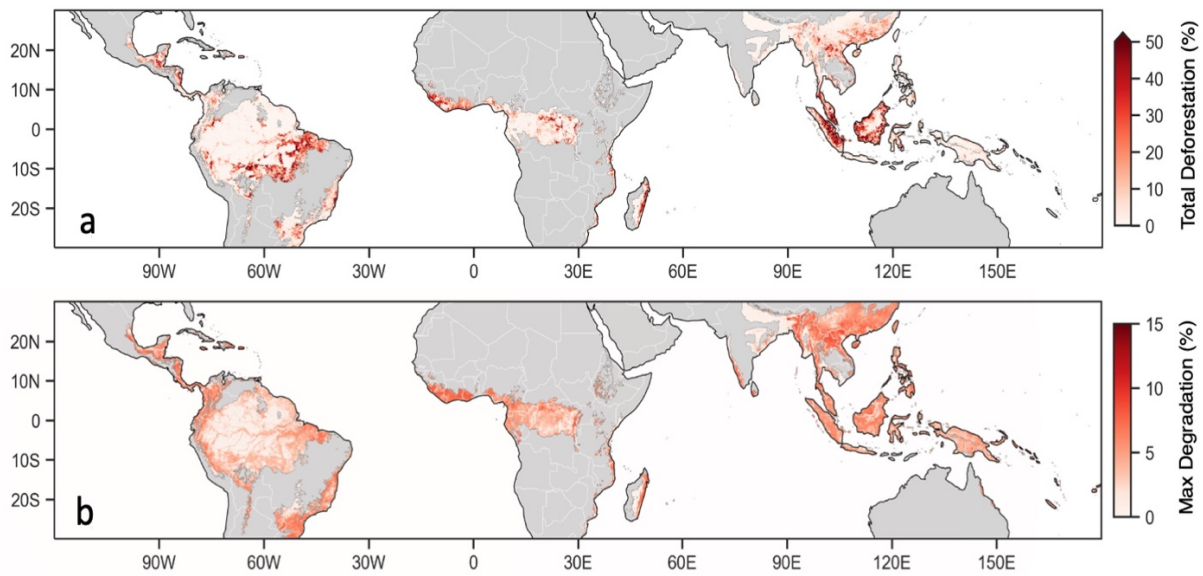 20N
10N
0
10S
20S
a
90W 60W 30W 0 30E 60E 90E 120E 150E
50
40
30
20
10
0
Total Deforestation (%)
20N
10N
0
10S
20S
b
90W 60W 30W 0 30E 60E 90E 120E 150E
15
10
5
0
Max Degradation (%)